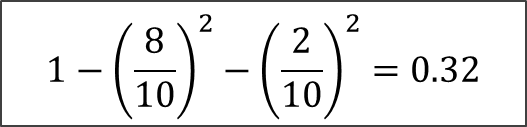 1 − (8/10)² − (2/10)² = 0.32